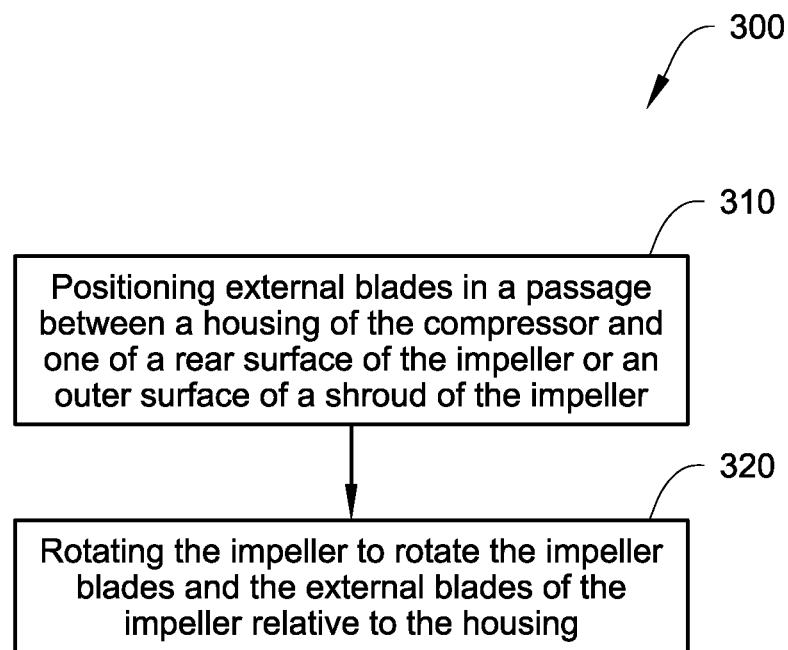 300
310
Positioning external blades in a passage
between a housing of the compressor and
one of a rear surface of the impeller or an
outer surface of a shroud of the impeller
320
Rotating the impeller to rotate the impeller
blades and the external blades of the
impeller relative to the housing